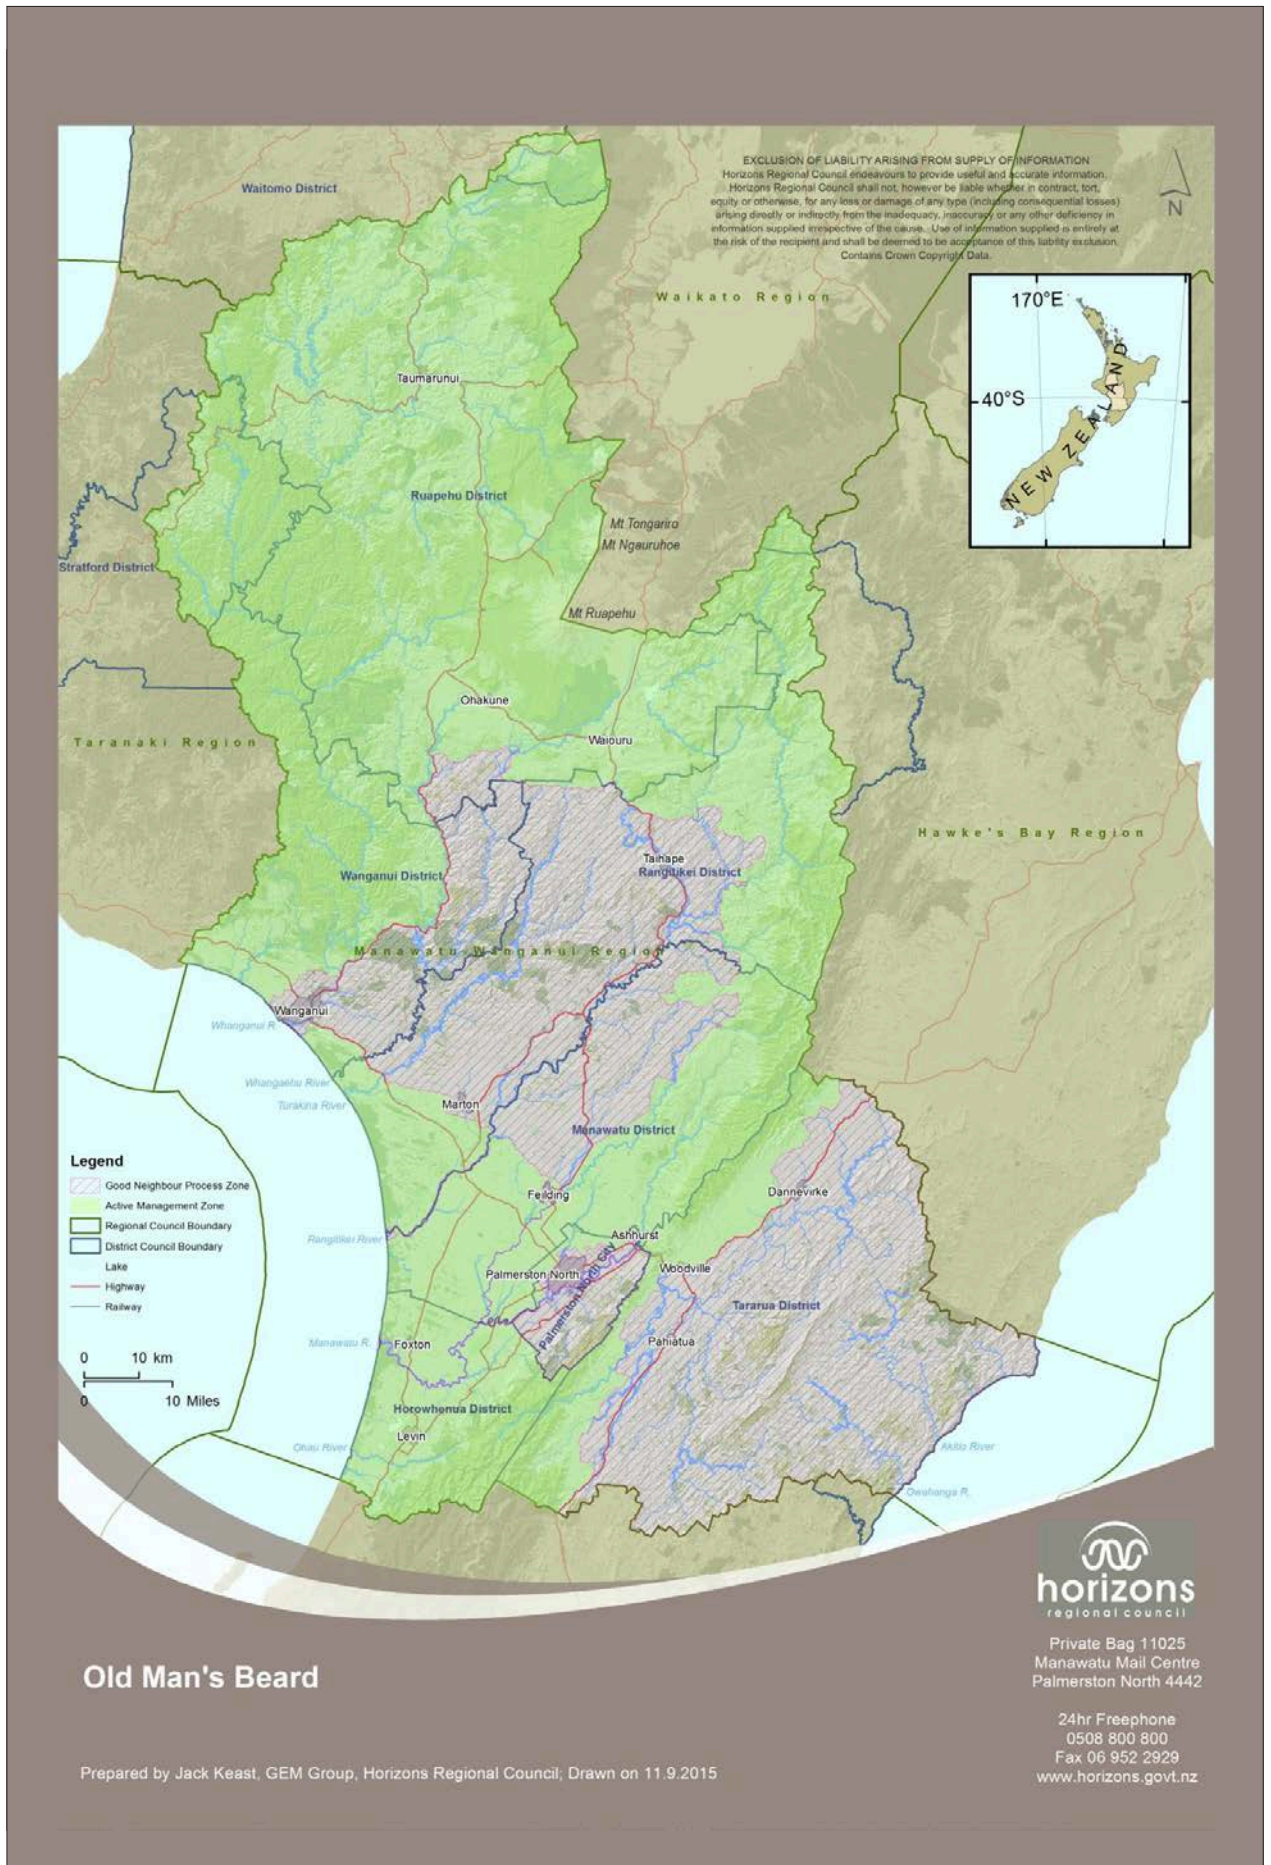 EXCLUSION OF LIABILITY ARISING FROM SUPPLY OF INFORMATION
Horizons Regional Council endeavours to provide useful and accurate information.
Horizons Regional Council shall not, however be liable whether in contract, tort,
equity or otherwise, for any loss or damage of any type (including consequential losses)
arising directly or indirectly from the inadequacy, inaccuracy or any other deficiency in
information supplied irrespective of the cause. Use of information supplied is entirely at
the risk of the recipient and shall be deemed to be acceptance of this liability exclusion.
Contains Crown Copyright Data.
N
Waitomo District
Waikato Region
170°E
40°S
NEW ZEALAND
Taumarunui
Ruapehu District
Mt Tongariro
Mt Ngauruhoe
Stratford District
Mt Ruapehu
Ohakune
Waiouru
Taranaki Region
Hawke's Bay Region
Taihape
Rangitikei District
Wanganui District
Manawatu-Wanganui Region
Wanganui
Whanganui R.
Whangaehu River
Turakina River
Marton
Manawatu District
Legend
Good Neighbour Process Zone
Active Management Zone
Regional Council Boundary
District Council Boundary
Lake
Highway
Railway
Feilding
Dannevirke
Rangitikei River
Ashhurst
Palmerston North
Palmerston North City
Woodville
Tararua District
Manawatu R.
Foxton
Pahiatua
0 10 km
0 10 Miles
Horowhenua District
Levin
Ohau River
Akitio River
Owahanga R.
horizons
regional council
Private Bag 11025
Manawatu Mail Centre
Palmerston North 4442
24hr Freephone
0508 800 800
Fax 06 952 2929
www.horizons.govt.nz
Old Man's Beard
Prepared by Jack Keast, GEM Group, Horizons Regional Council; Drawn on 11.9.2015